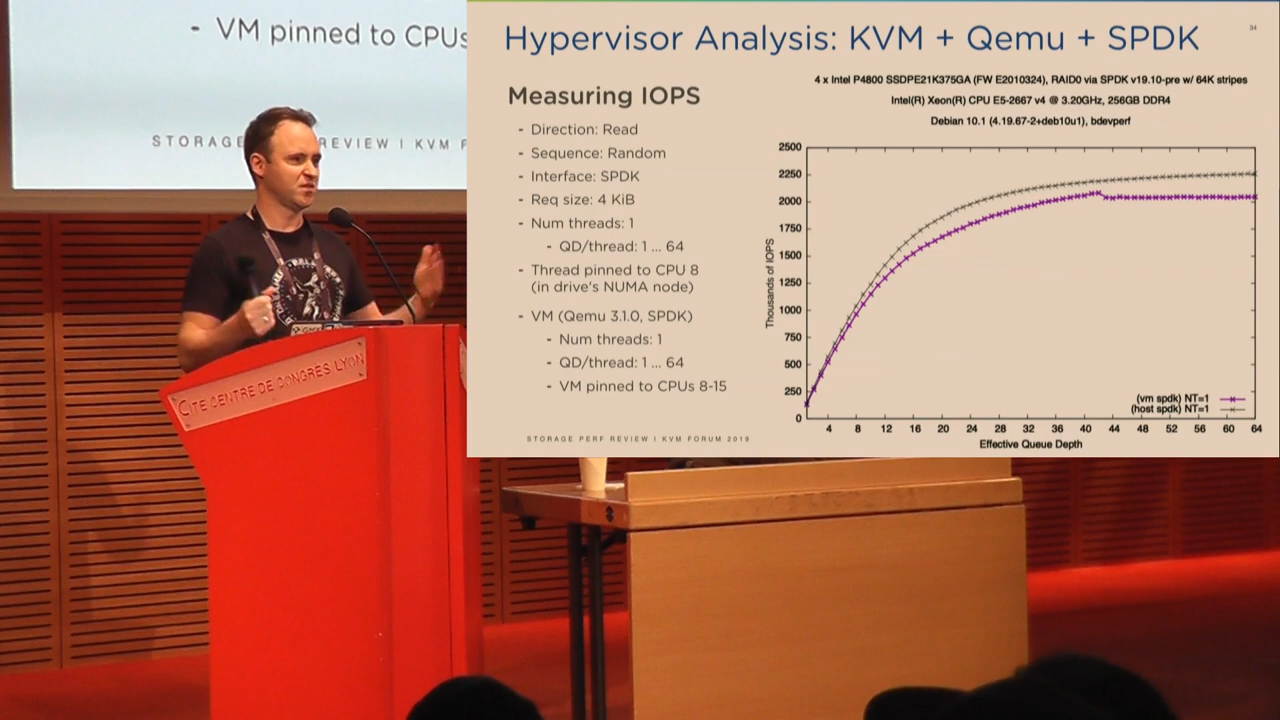 - VM pinned to CPUs
STORAGE
REVIEW | KVM F
CITE CENTRE DE CONGRES LYON
Hypervisor Analysis: KVM + Qemu + SPDK
34
Measuring IOPS
- Direction: Read
- Sequence: Random
- Interface: SPDK
- Req size: 4 KiB
- Num threads: 1
- QD/thread: 1 ... 64
- Thread pinned to CPU 8
(in drive's NUMA node)
- VM (Qemu 3.1.0, SPDK)
- Num threads: 1
- QD/thread: 1 ... 64
- VM pinned to CPUs 8-15
STORAGE PERF REVIEW | KVM FORUM 2019
4 x Intel P4800 SSDPE21K375GA (FW E2010324), RAID0 via SPDK v19.10-pre w/ 64K stripes
Intel(R) Xeon(R) CPU E5-2667 v4 @ 3.20GHz, 256GB DDR4
Debian 10.1 (4.19.67-2+deb10u1), bdevperf
Thousands of IOPS
2500
2250
2000
1750
1500
1250
1000
750
500
250
0
(vm spdk) NT=1
(host spdk) NT=1
4 8 12 16 20 24 28 32 36 40 44 48 52 56 60 64
Effective Queue Depth